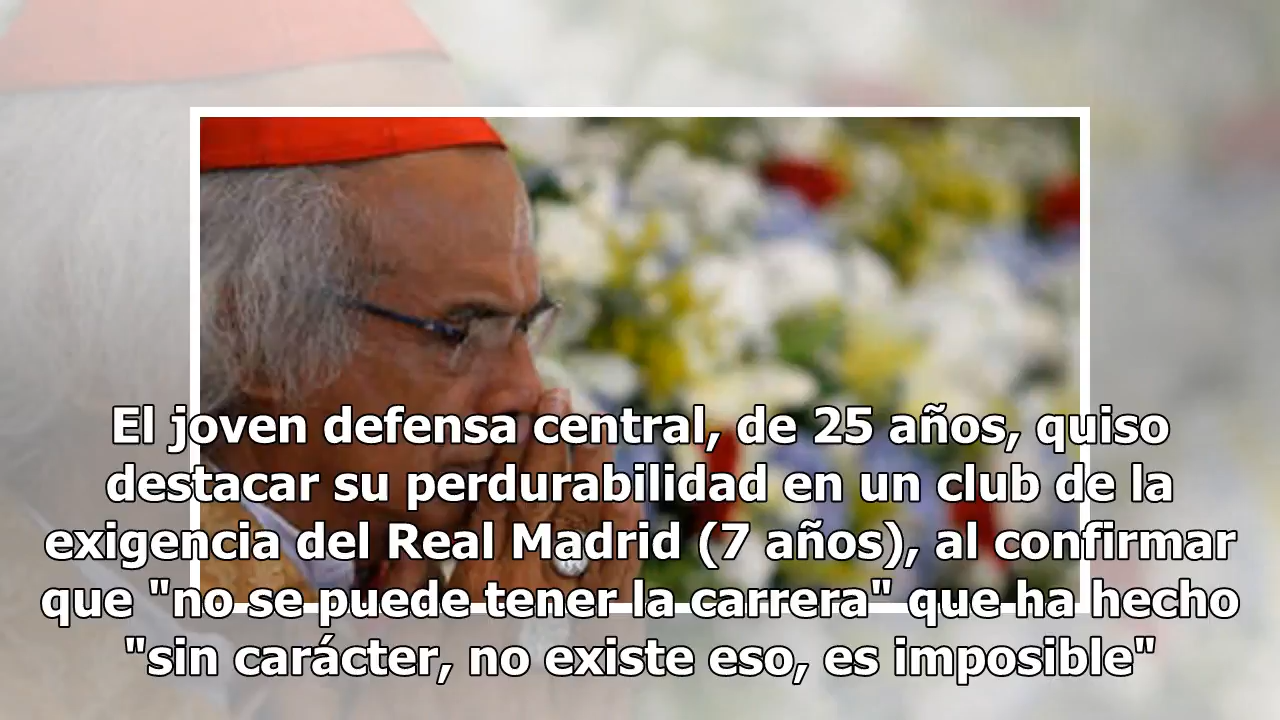 El joven defensa central, de 25 años, quiso
destacar su perdurabilidad en un club de la
exigencia del Real Madrid (7 años), al confirmar
que "no se puede tener la carrera" que ha hecho
"sin carácter, no existe eso, es imposible"